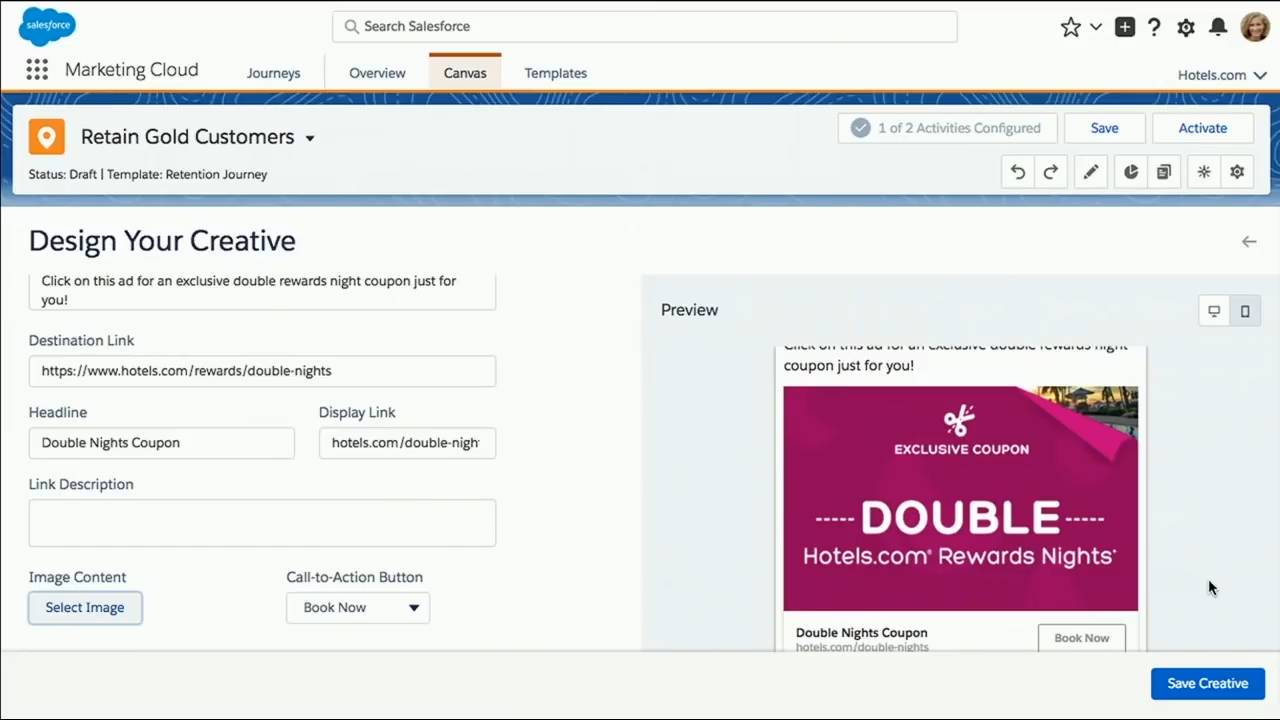 salesforce
Search Salesforce
Marketing Cloud
Journeys
Overview
Canvas
Templates
Hotels.com
Retain Gold Customers
1 of 2 Activities Configured
Save
Activate
Status: Draft | Template: Retention Journey
Design Your Creative
Click on this ad for an exclusive double rewards night coupon just for
you!
Destination Link
https://www.hotels.com/rewards/double-nights
Headline
Display Link
Double Nights Coupon
hotels.com/double-nigh
Link Description
Image Content
Call-to-Action Button
Select Image
Book Now
Preview
Click on this ad for an exclusive double rewards night
coupon just for you!
EXCLUSIVE COUPON
-----DOUBLE-----
Hotels.com® Rewards Nights*
Double Nights Coupon
Book Now
hotels.com/double-nights
Save Creative